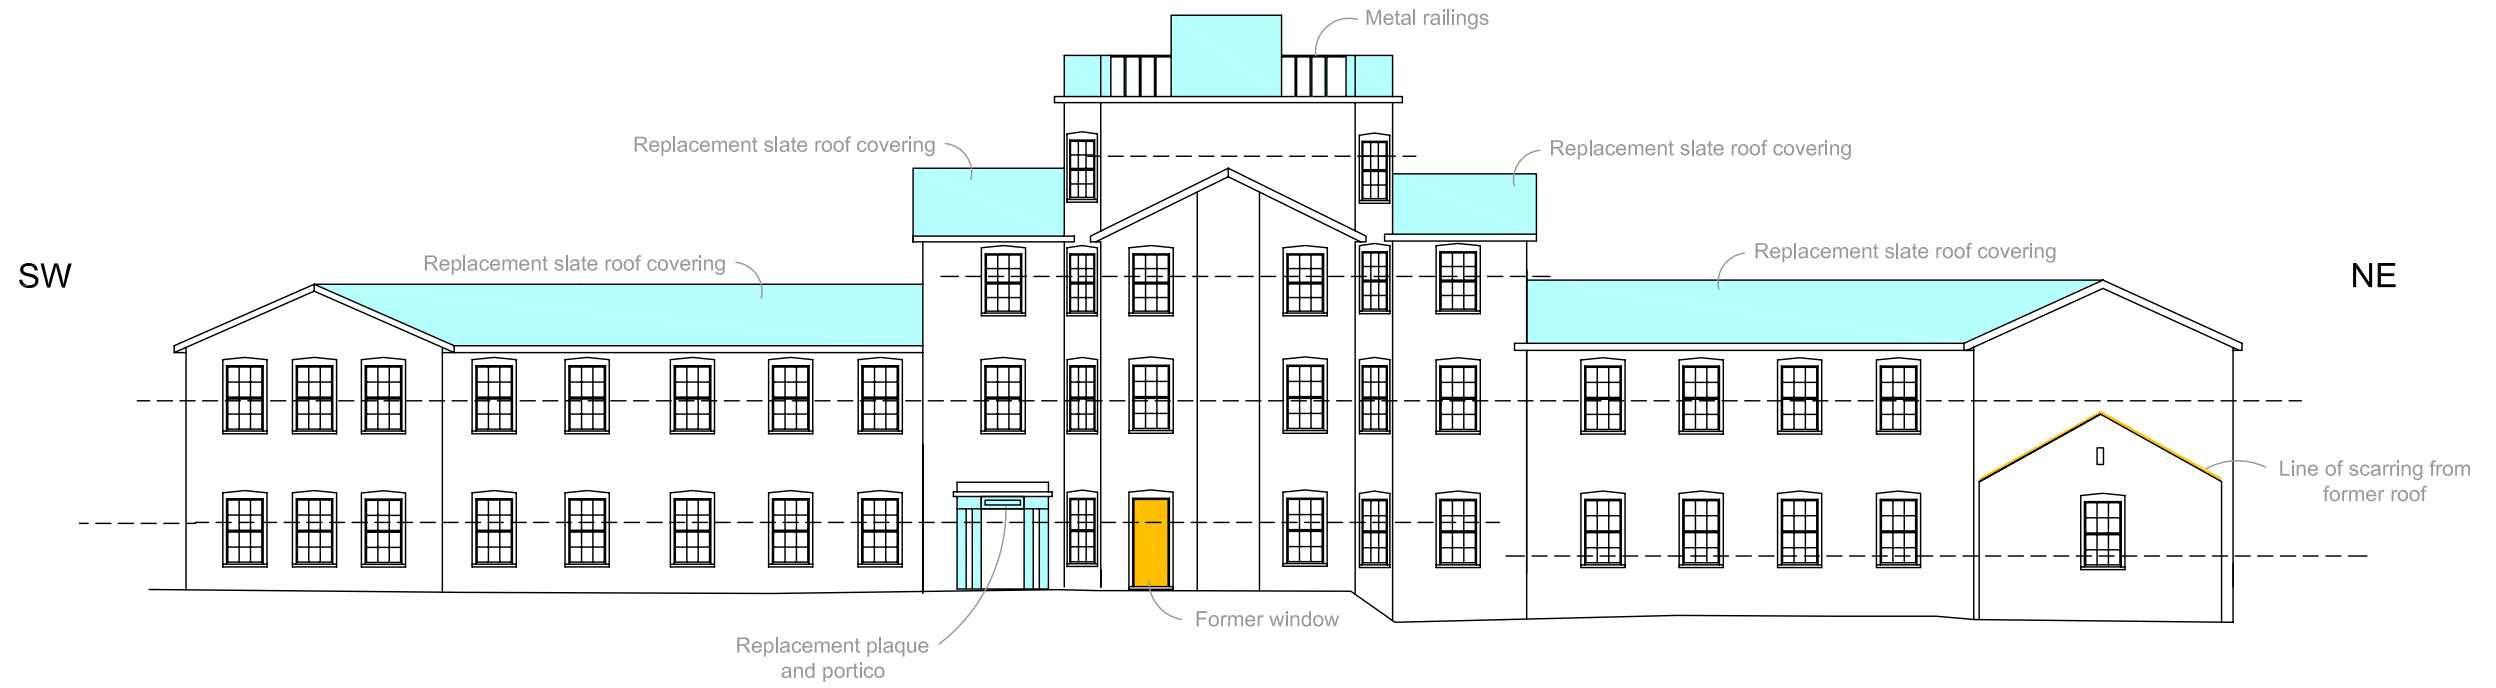 Metal railings
Replacement slate roof covering
Replacement slate roof covering
Replacement slate roof covering
Replacement slate roof covering
SW
NE
Line of scarring from
former roof
Former window
Replacement plaque
and portico